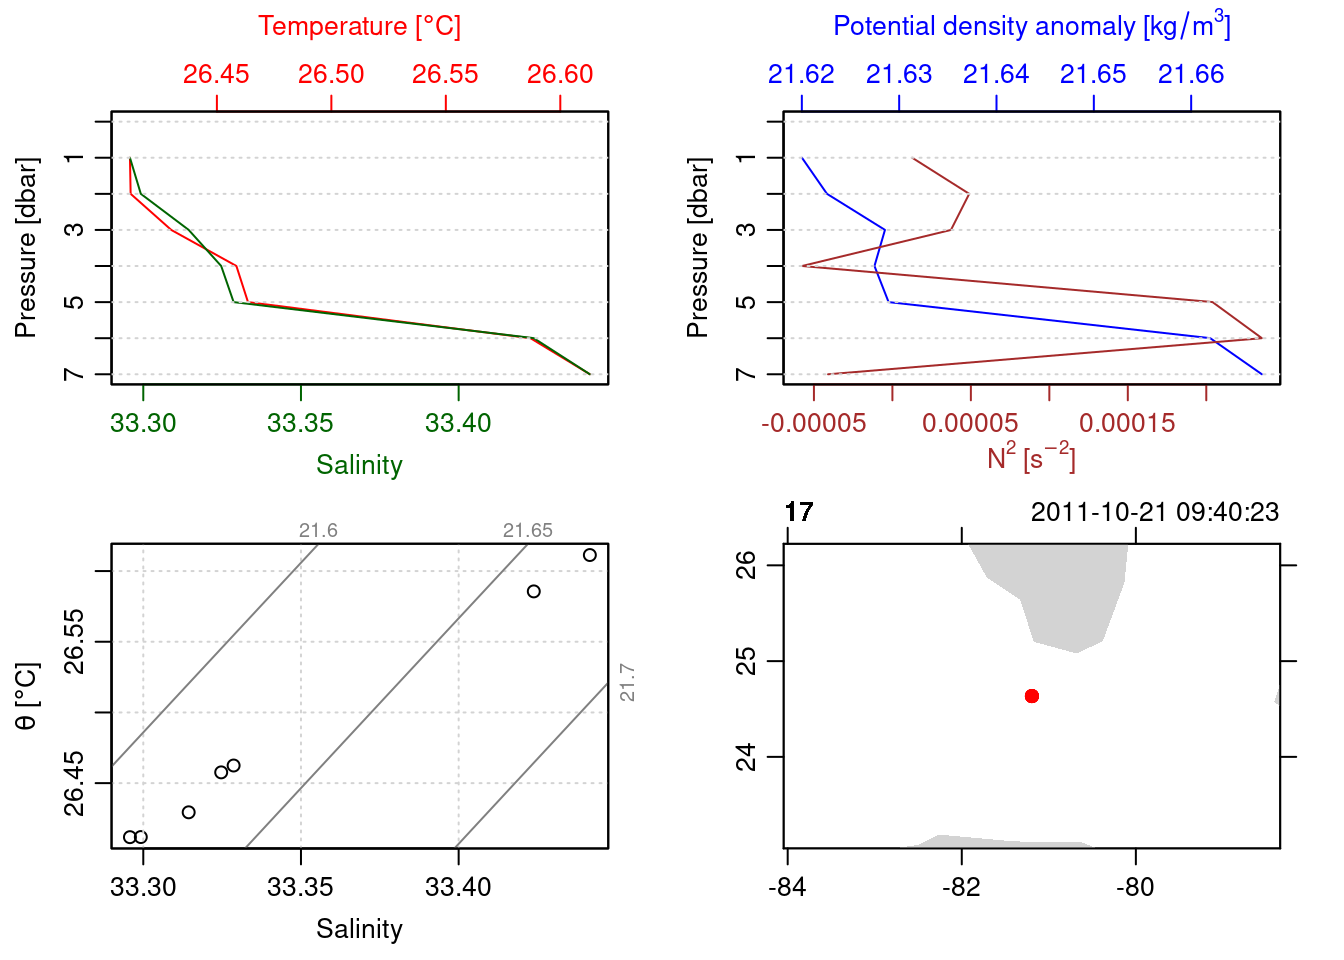 Temperature [°C]
26.45 26.50 26.55 26.60
Pressure [dbar]
1
3
5
7
33.30 33.35 33.40
Salinity
Potential density anomaly [kg/m³]
21.62 21.63 21.64 21.65 21.66
Pressure [dbar]
1
3
5
7
-0.00005 0.00005 0.00015
N² [s⁻²]
21.6 21.65
21.7
θ [°C]
26.55
26.45
33.30 33.35 33.40
Salinity
17 2011-10-21 09:40:23
26
25
24
-84 -82 -80